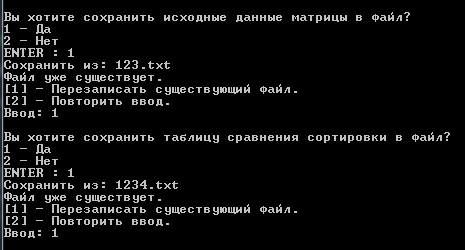 Вы хотите сохранить исходные данные матрицы в файл?
1 - Да
2 - Нет
ENTER : 1
Сохранить из: 123.txt
Файл уже существует.
[1] - Перезаписать существующий файл.
[2] - Повторить ввод.
Ввод: 1
Вы хотите сохранить таблицу сравнения сортировки в файл?
1 - Да
2 - Нет
ENTER : 1
Сохранить из: 1234.txt
Файл уже существует.
[1] - Перезаписать существующий файл.
[2] - Повторить ввод.
Ввод: 1